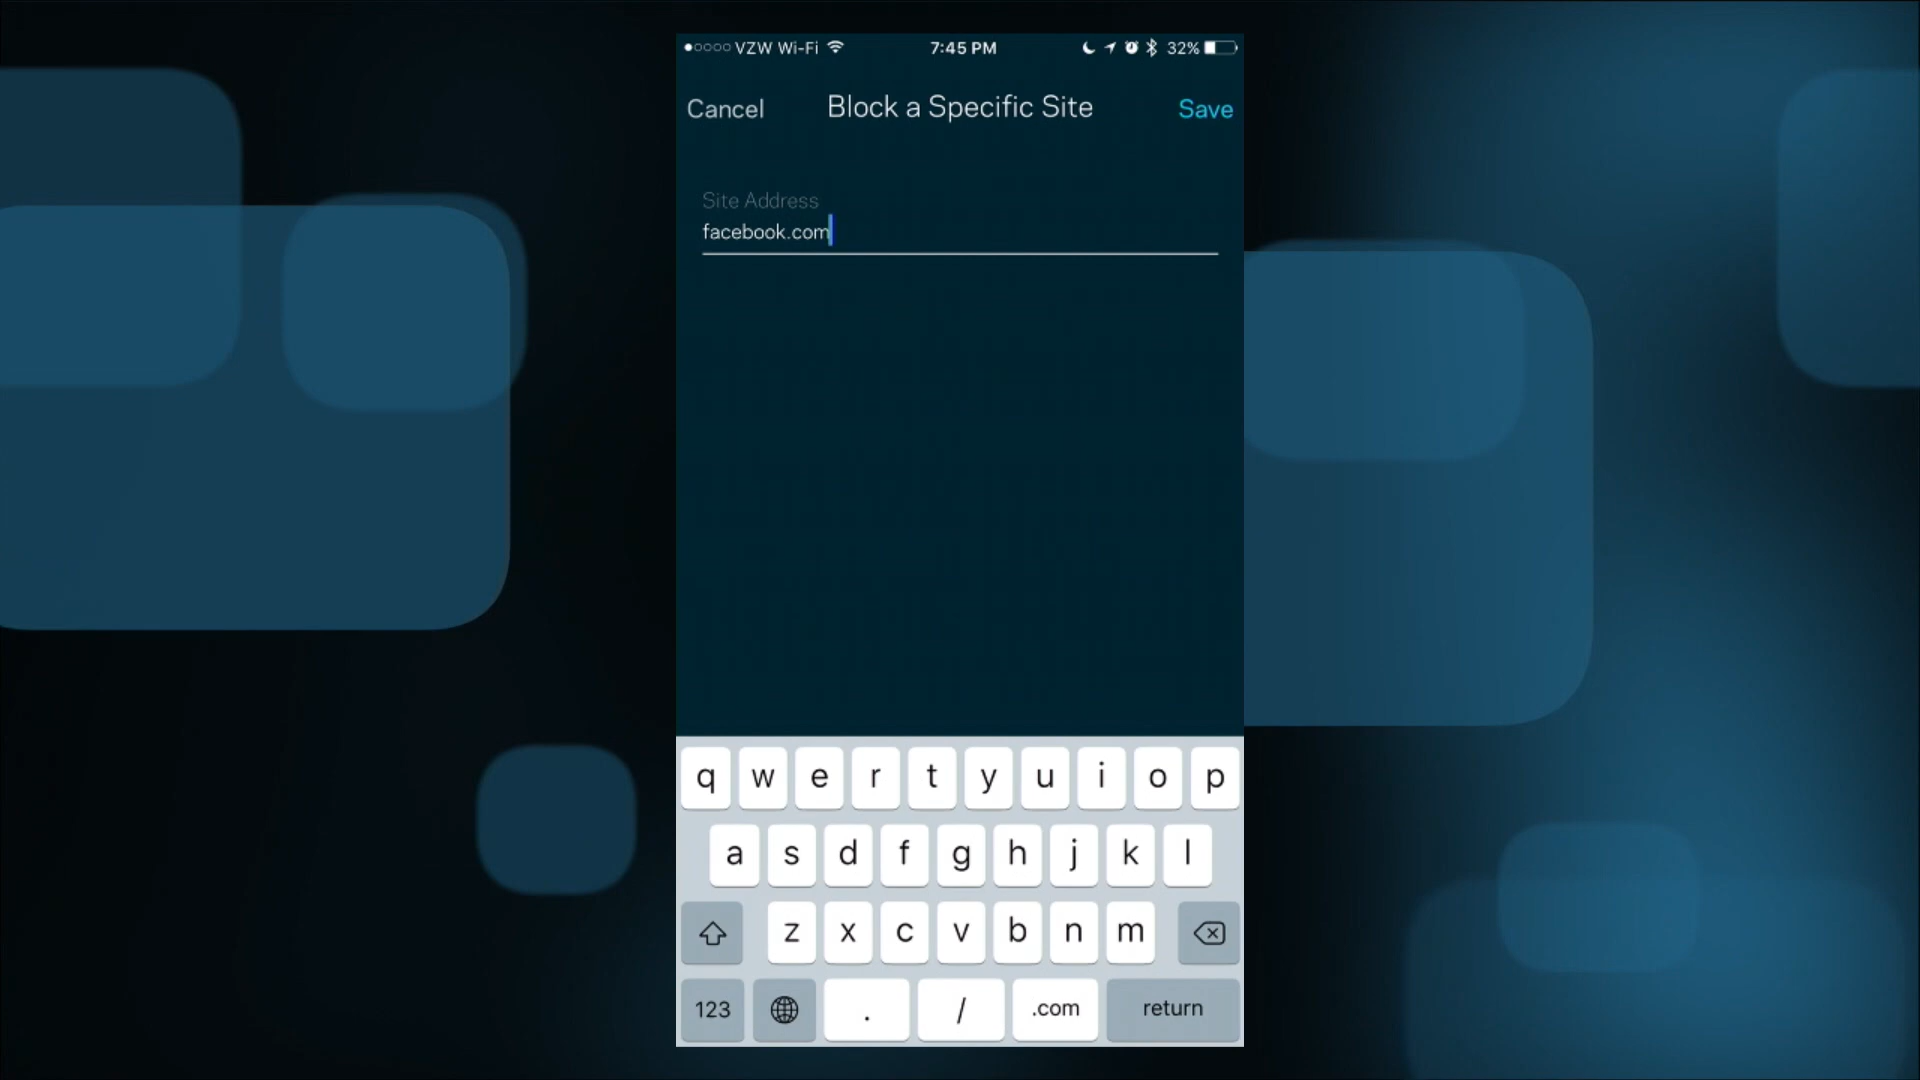 VZW Wi-Fi 7:45 PM 32%
Cancel Block a Specific Site Save
Site Address
facebook.com
q w e r t y u i o p
a s d f g h j k l
z x c v b n m
123 . / .com return